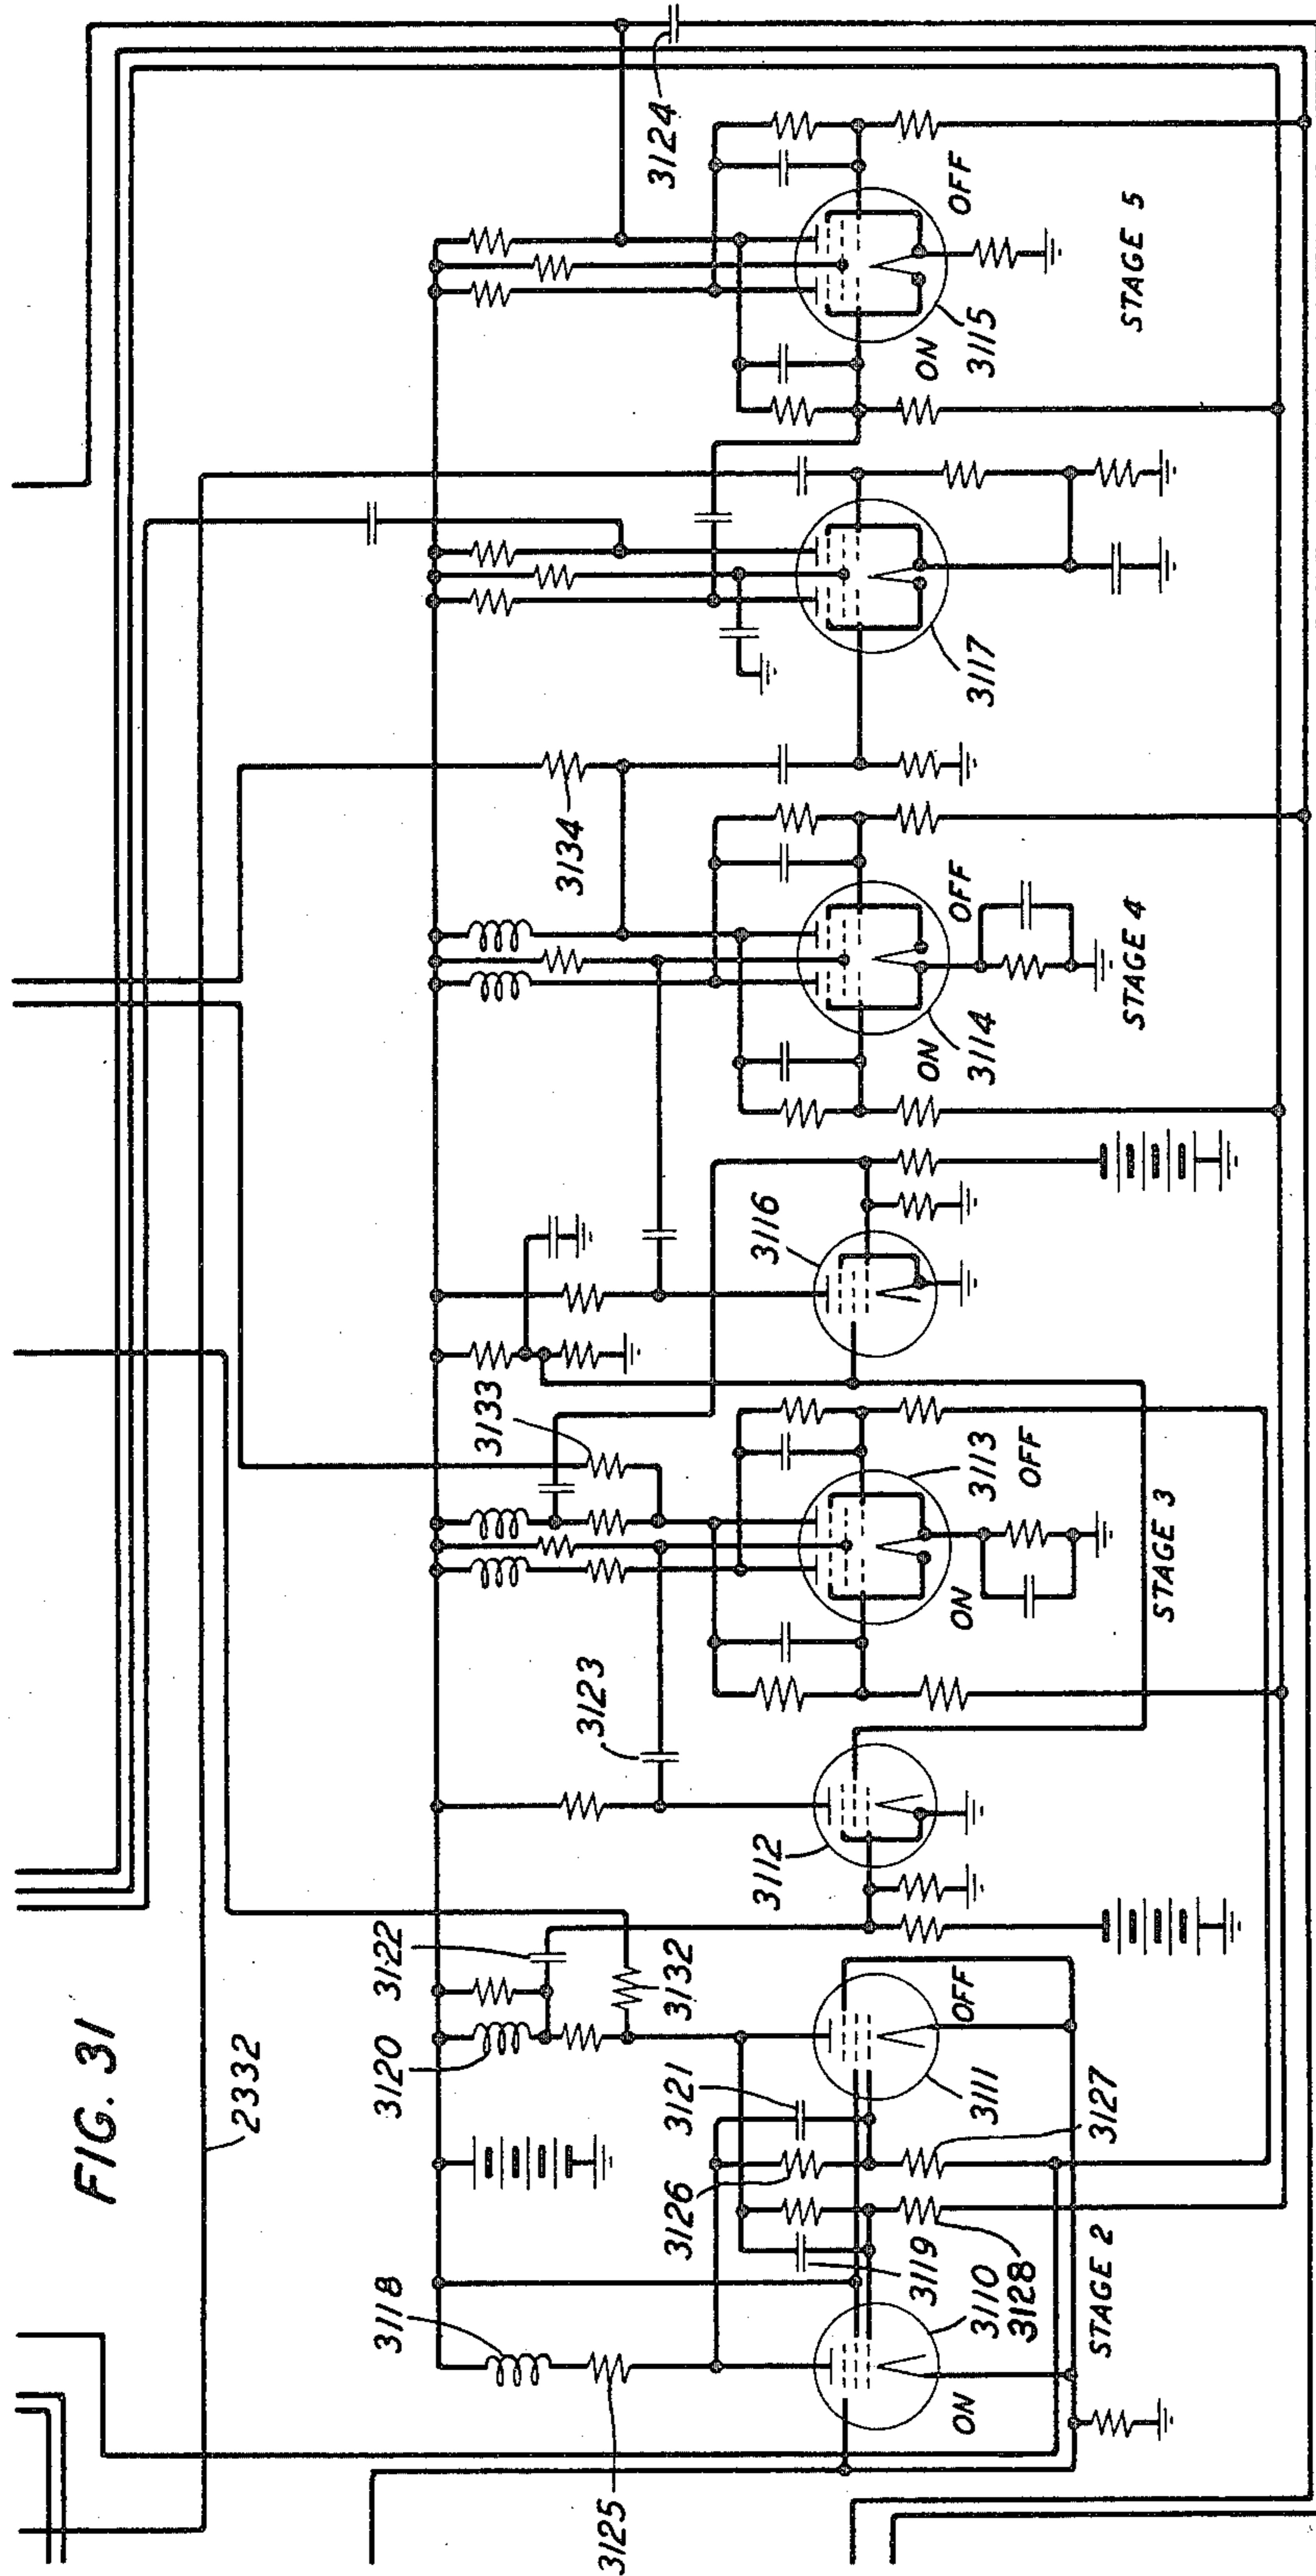 FIG. 31
2332
3125
3118
3110
3128
ON
STAGE 2
3119
3126
3121
3127
3111
OFF
3120
3122
3132
3112
3123
ON
STAGE 3
3113
OFF
3133
3116
ON
3114
STAGE 4
OFF
3134
3117
ON
3115
STAGE 5
OFF
3124